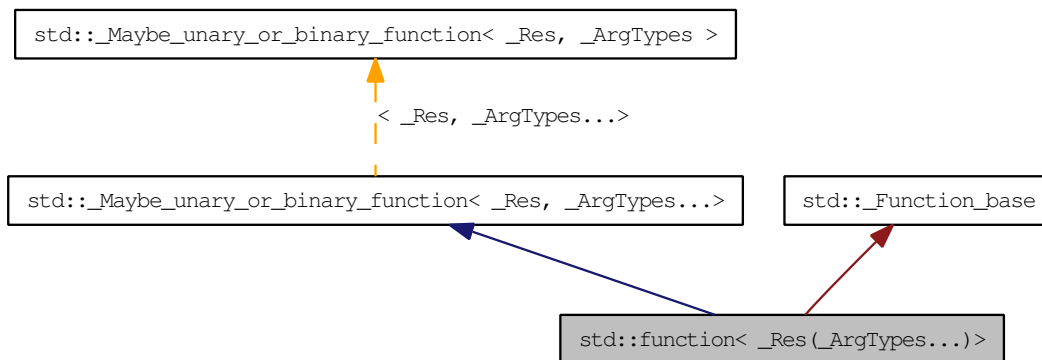 std::_Maybe_unary_or_binary_function< _Res, _ArgTypes >
< _Res, _ArgTypes...>
std::_Maybe_unary_or_binary_function< _Res, _ArgTypes...>
std::_Function_base
std::function< _Res(_ArgTypes...)>